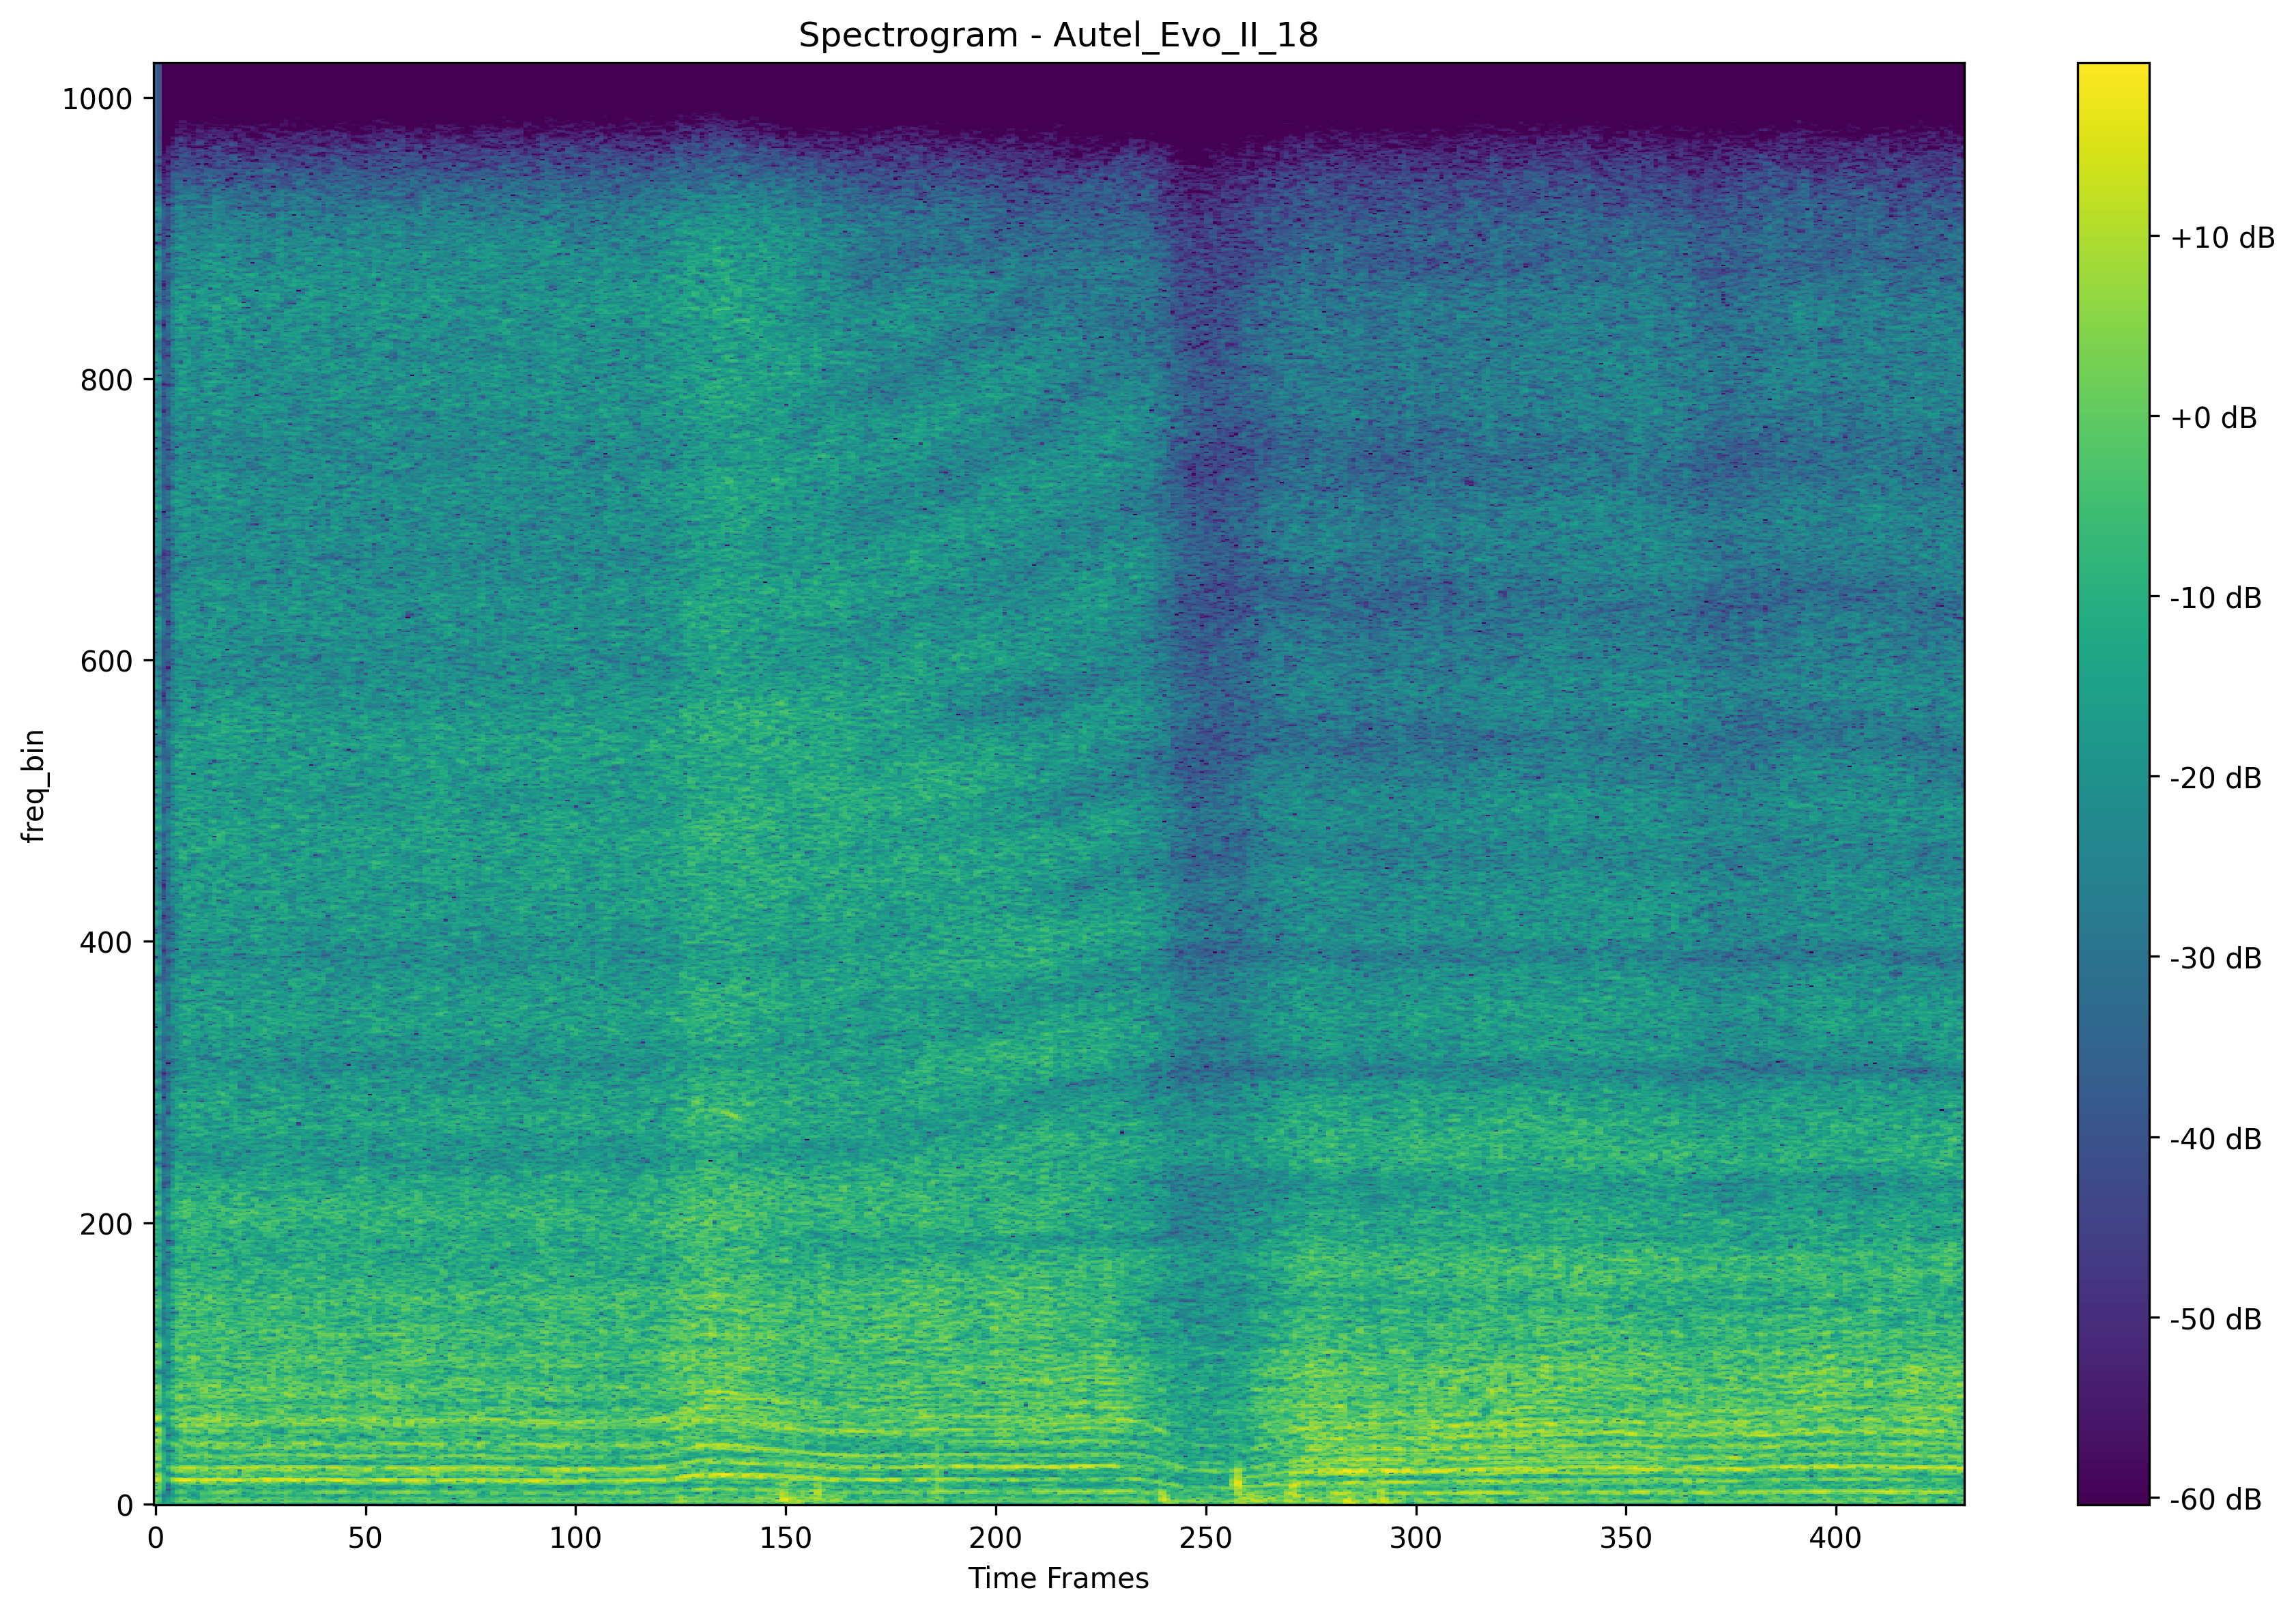 Spectrogram - Autel_Evo_II_18
1000
800
600
400
200
0
freq_bin
0 50 100 150 200 250 300 350 400
Time Frames
+10 dB
+0 dB
-10 dB
-20 dB
-30 dB
-40 dB
-50 dB
-60 dB